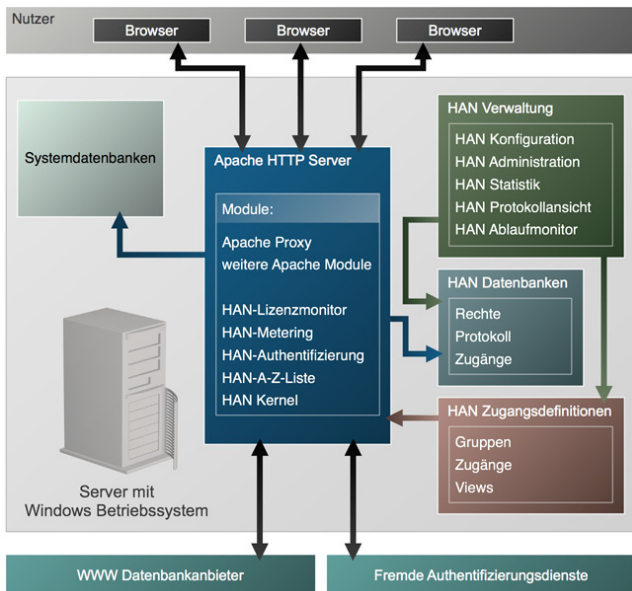 Nutzer
Browser
Browser
Browser
Systemdatenbanken
Apache HTTP Server
Module:
Apache Proxy
weitere Apache Module
HAN-Lizenzmonitor
HAN-Metering
HAN-Authentifizierung
HAN-A-Z-Liste
HAN Kernel
HAN Verwaltung
HAN Konfiguration
HAN Administration
HAN Statistik
HAN Protokollansicht
HAN Ablaufmonitor
HAN Datenbanken
Rechte
Protokoll
Zugänge
HAN Zugangsdefinitionen
Gruppen
Zugänge
Views
Server mit
Windows Betriebssystem
WWW Datenbankanbieter
Fremde Authentifizierungsdienste